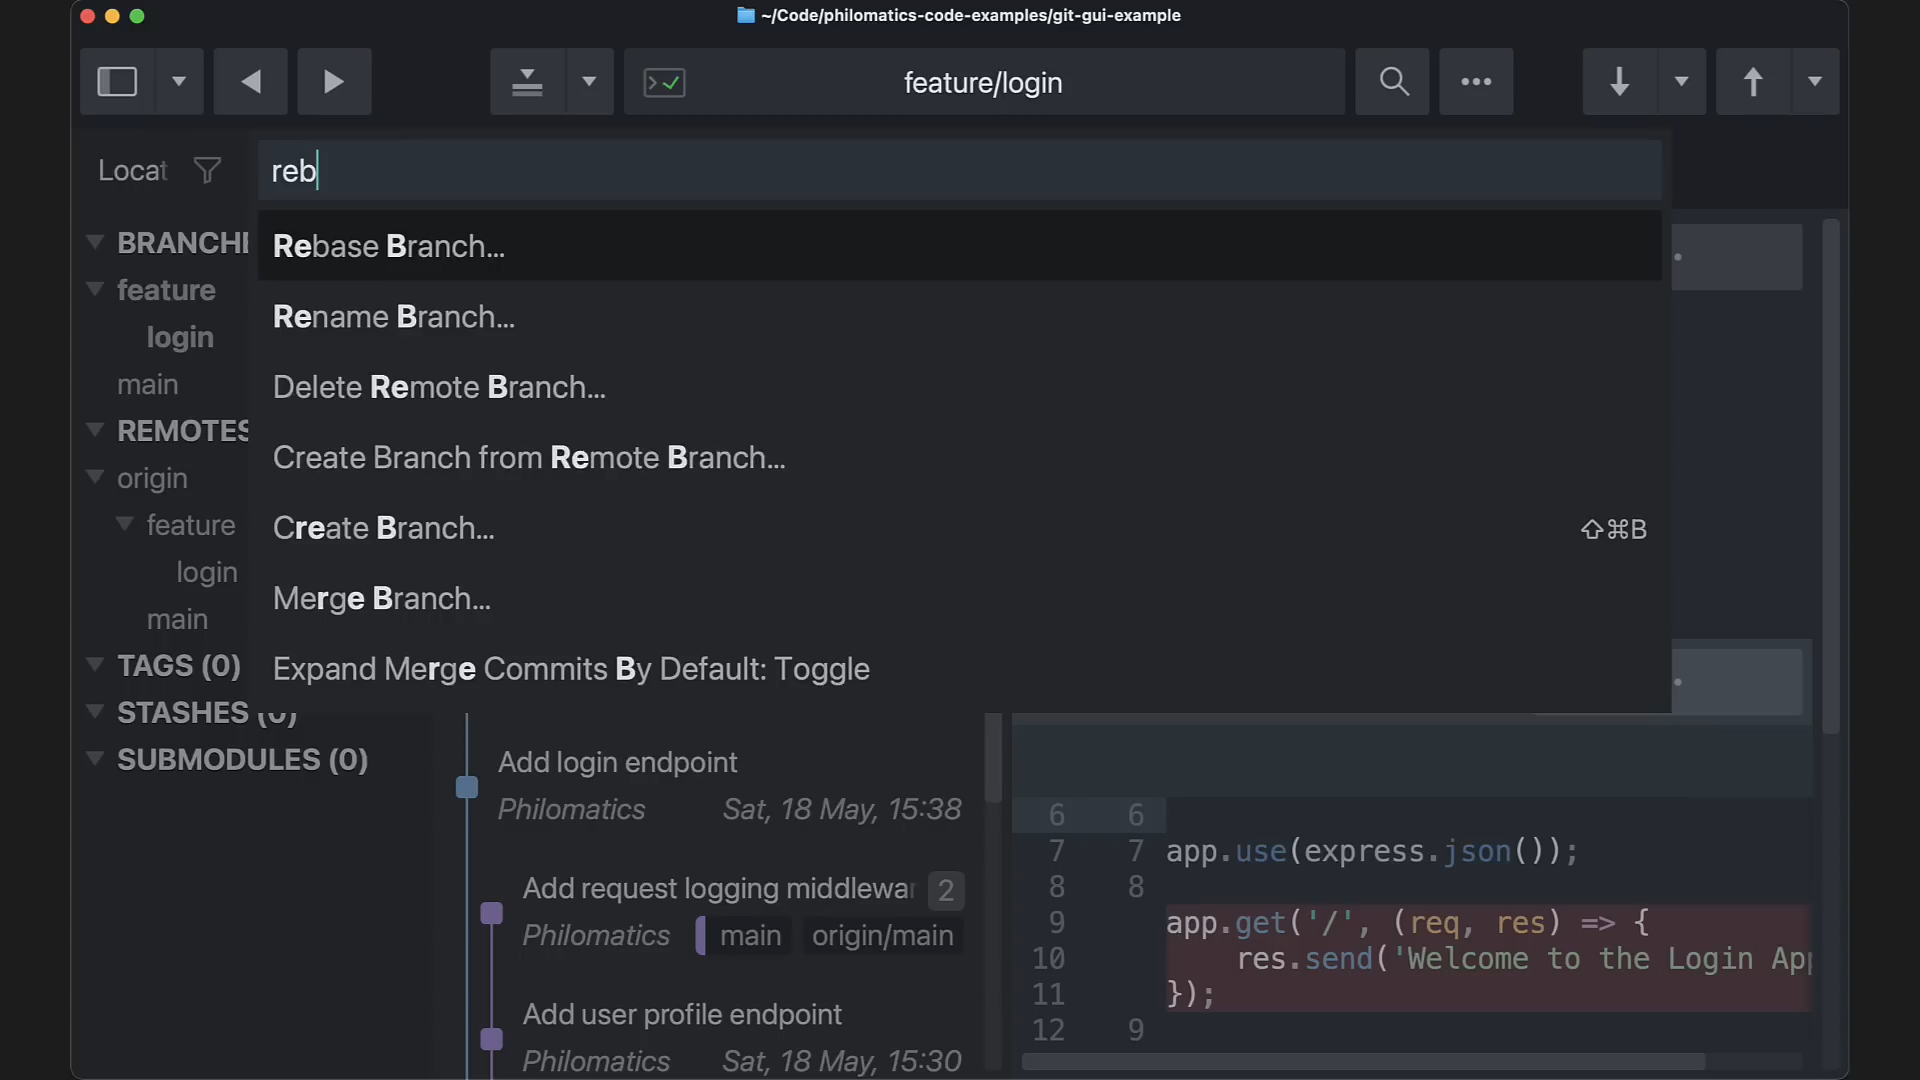 ~/Code/philomatics-code-examples/git-gui-example
feature/login
Locat
reb
BRANCHE
feature
login
main
REMOTES
origin
feature
login
main
TAGS (0)
STASHES (0)
SUBMODULES (0)
Rebase Branch...
Rename Branch...
Delete Remote Branch...
Create Branch from Remote Branch...
Create Branch... ⇧⌘B
Merge Branch...
Expand Merge Commits By Default: Toggle
Add login endpoint
Philomatics Sat, 18 May, 15:38
Add request logging middlewar 2
Philomatics main origin/main
Add user profile endpoint
Philomatics Sat, 18 May, 15:30
6 6
7 7 app.use(express.json());
8 8
9 app.get('/', (req, res) => {
10 res.send('Welcome to the Login App
11 });
12 9